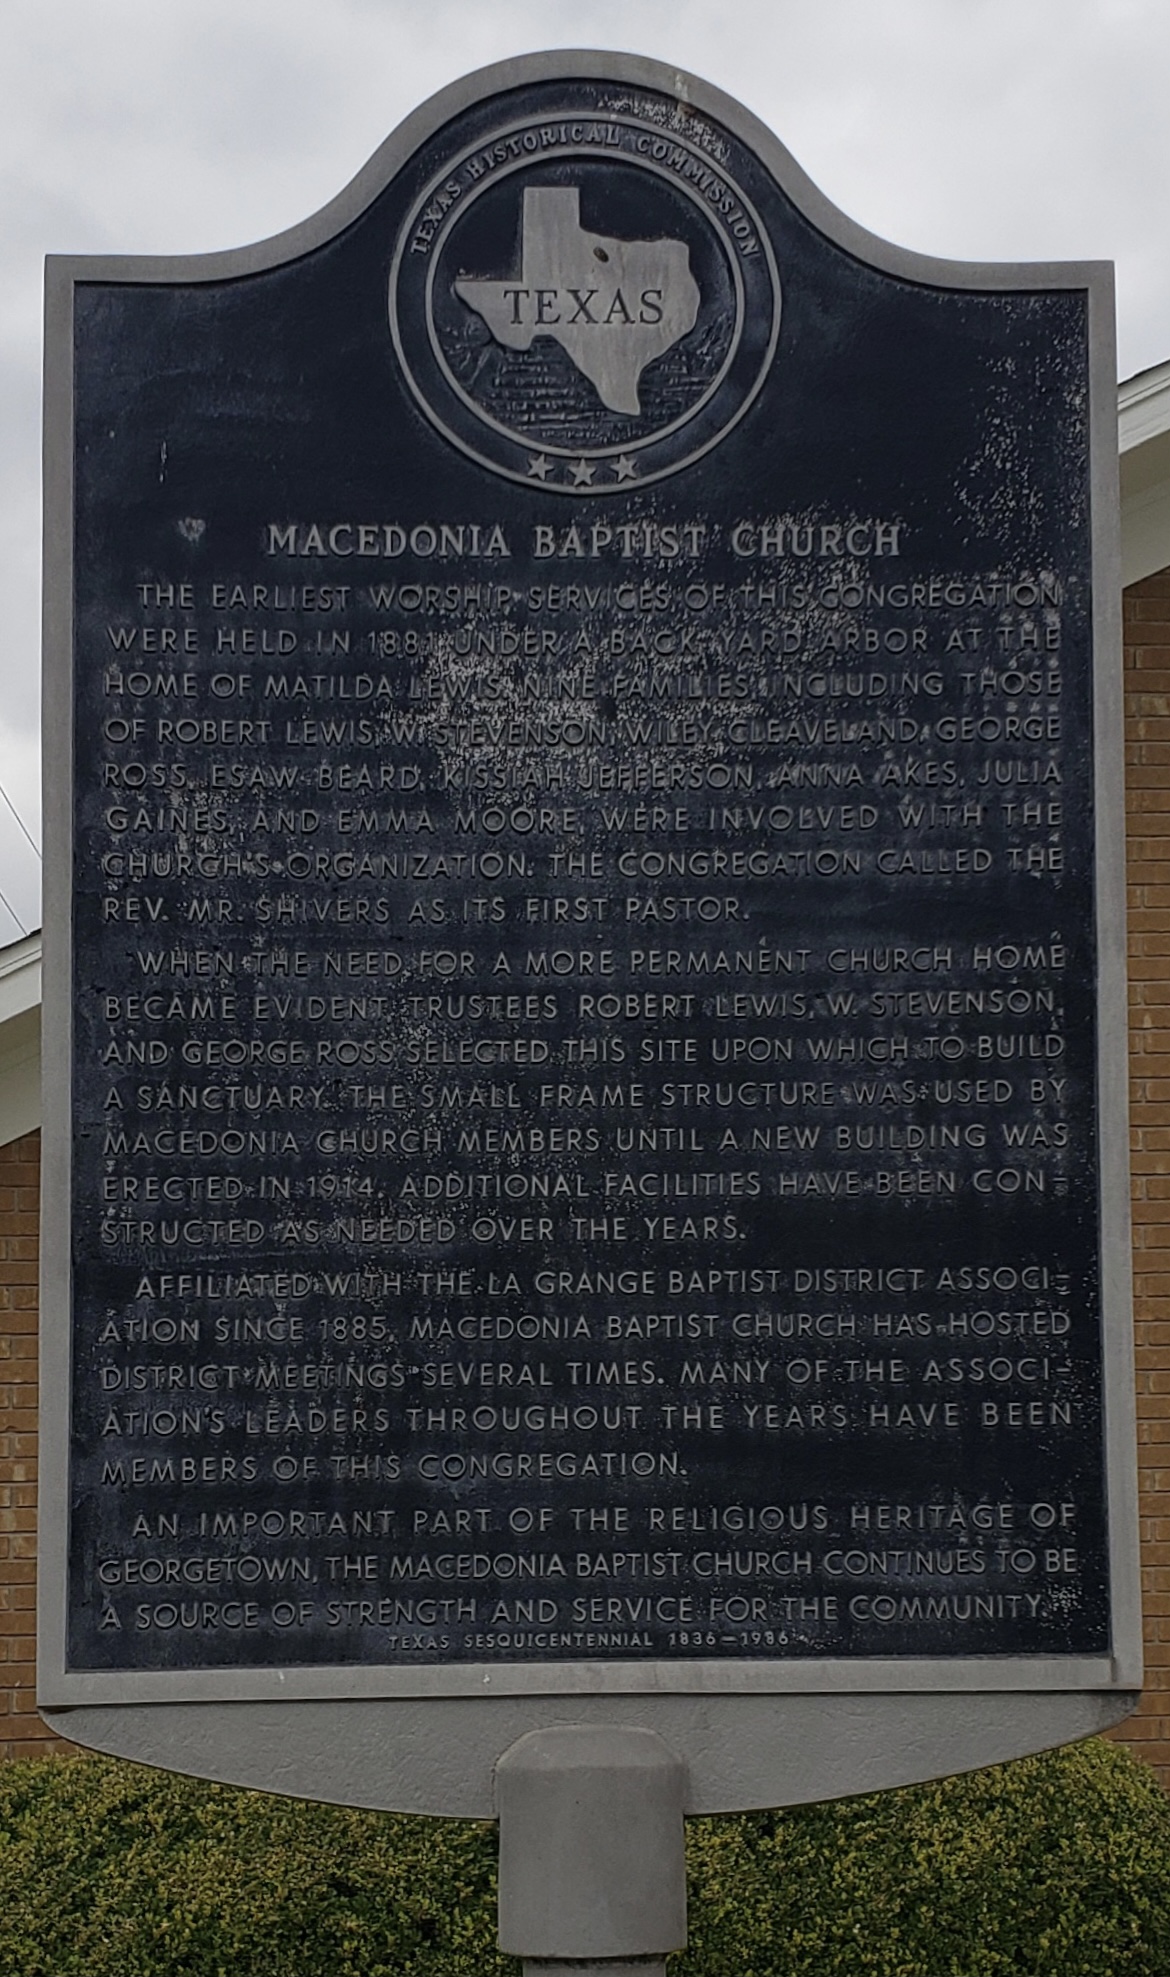 TEXAS HISTORICAL COMMISSION
TEXAS
MACEDONIA BAPTIST CHURCH
THE EARLIEST WORSHIP SERVICES OF THIS CONGREGATION
WERE HELD IN 1881 UNDER A BACK YARD ARBOR AT THE
HOME OF MATILDA LEWIS. NINE FAMILIES, INCLUDING THOSE
OF ROBERT LEWIS, W. STEVENSON, WILEY CLEAVELAND, GEORGE
ROSS, ESAW BEARD, KISSIAH JEFFERSON, ANNA AKES, JULIA
GAINES, AND EMMA MOORE, WERE INVOLVED WITH THE
CHURCH'S ORGANIZATION. THE CONGREGATION CALLED THE
REV. MR. SHIVERS AS ITS FIRST PASTOR.
WHEN THE NEED FOR A MORE PERMANENT CHURCH HOME
BECAME EVIDENT, TRUSTEES ROBERT LEWIS, W. STEVENSON,
AND GEORGE ROSS SELECTED THIS SITE UPON WHICH TO BUILD
A SANCTUARY. THE SMALL FRAME STRUCTURE WAS USED BY
MACEDONIA CHURCH MEMBERS UNTIL A NEW BUILDING WAS
ERECTED IN 1914. ADDITIONAL FACILITIES HAVE BEEN CON-
STRUCTED AS NEEDED OVER THE YEARS.
AFFILIATED WITH THE LA GRANGE BAPTIST DISTRICT ASSOCI-
ATION SINCE 1885, MACEDONIA BAPTIST CHURCH HAS HOSTED
DISTRICT MEETINGS SEVERAL TIMES. MANY OF THE ASSOCI-
ATION'S LEADERS THROUGHOUT THE YEARS HAVE BEEN
MEMBERS OF THIS CONGREGATION.
AN IMPORTANT PART OF THE RELIGIOUS HERITAGE OF
GEORGETOWN, THE MACEDONIA BAPTIST CHURCH CONTINUES TO BE
A SOURCE OF STRENGTH AND SERVICE FOR THE COMMUNITY.
TEXAS SESQUICENTENNIAL 1836-1986